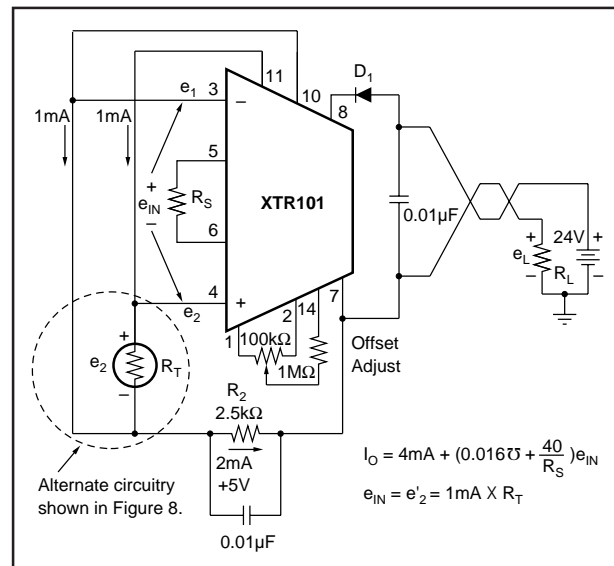 11
D1
10
8
e1
3
−
1mA
1mA
5
+
eIN
−
RS
XTR101
0.01µF
6
24V
+
+
eL
RL
−
−
4
+
e2
7
14
2
1
100kΩ
1MΩ
Offset
Adjust
+
e2
RT
−
R2
2.5kΩ
2mA
+5V
0.01µF
Alternate circuitry
shown in Figure 8.
IO = 4mA + (0.016℧ + 40/RS)eIN
eIN = e'2 = 1mA X RT